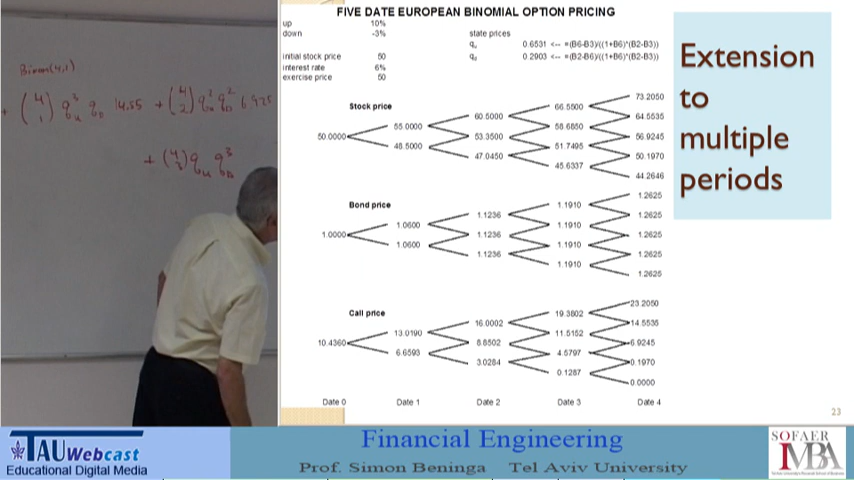 Binom(4,1)
+ (4 1) q_u^3 q_D 14.55 + (4 2) q_u^2 q_D^2 6.925
+ (4 3) q_u q_D^3
FIVE DATE EUROPEAN BINOMIAL OPTION PRICING
up 10%
down -3% state prices
q_u 0.6531 <-- =(B6-B3)/((1+B6)*(B2-B3))
initial stock price 50 q_d 0.2903 <-- =(B2-B6)/((1+B6)*(B2-B3))
interest rate 6%
exercise price 50
Stock price
73.2050
66.5500
60.5000 64.5535
55.0000 58.6850
50.0000 53.3500 56.9245
48.5000 51.7495
47.0450 50.1970
45.6337
44.2646
Bond price
1.2625
1.1910
1.1236 1.2625
1.0600 1.1910
1.0000 1.1236 1.2625
1.0600 1.1910
1.1236 1.2625
1.1910
1.2625
Call price
23.2050
19.3802
16.0002 14.5535
13.0190 11.5152
10.4360 8.8502 6.9245
6.6593 4.5797
3.0284 0.1970
0.1287
0.0000
Date 0 Date 1 Date 2 Date 3 Date 4
Extension
to
multiple
periods
23
TAU Webcast
Educational Digital Media
Financial Engineering
Prof. Simon Beninga Tel Aviv University
SOFAER
IMBA